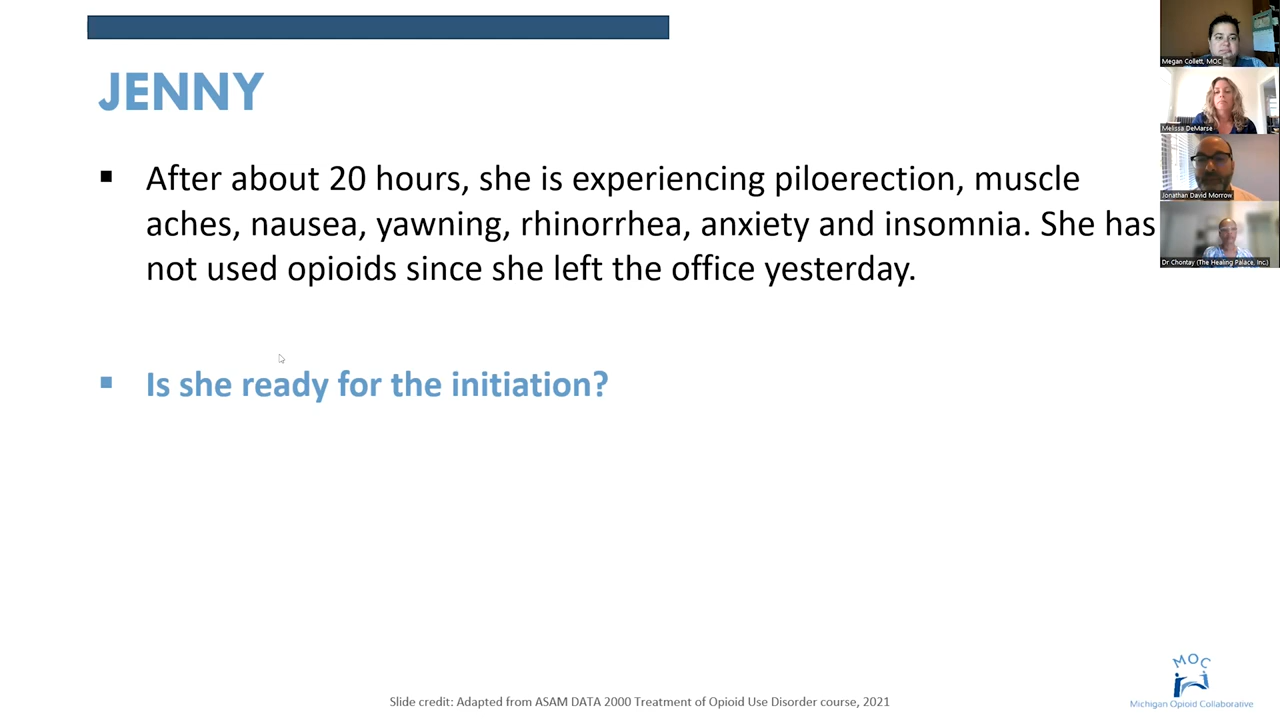 JENNY
▪ After about 20 hours, she is experiencing piloerection, muscle
aches, nausea, yawning, rhinorrhea, anxiety and insomnia. She has
not used opioids since she left the office yesterday.
▪ Is she ready for the initiation?
Megan Collett, MOC
Melissa DeMarse
Jonathan David Morrow
Dr Chontay (The Healing Palace, Inc.)
Slide credit: Adapted from ASAM DATA 2000 Treatment of Opioid Use Disorder course, 2021
MOC
Michigan Opioid Collaborative